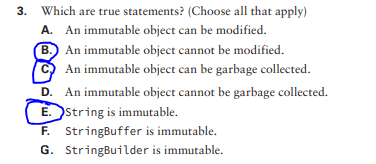 3. Which are true statements? (Choose all that apply)
A. An immutable object can be modified.
B. An immutable object cannot be modified.
C. An immutable object can be garbage collected.
D. An immutable object cannot be garbage collected.
E. String is immutable.
F. StringBuffer is immutable.
G. StringBuilder is immutable.